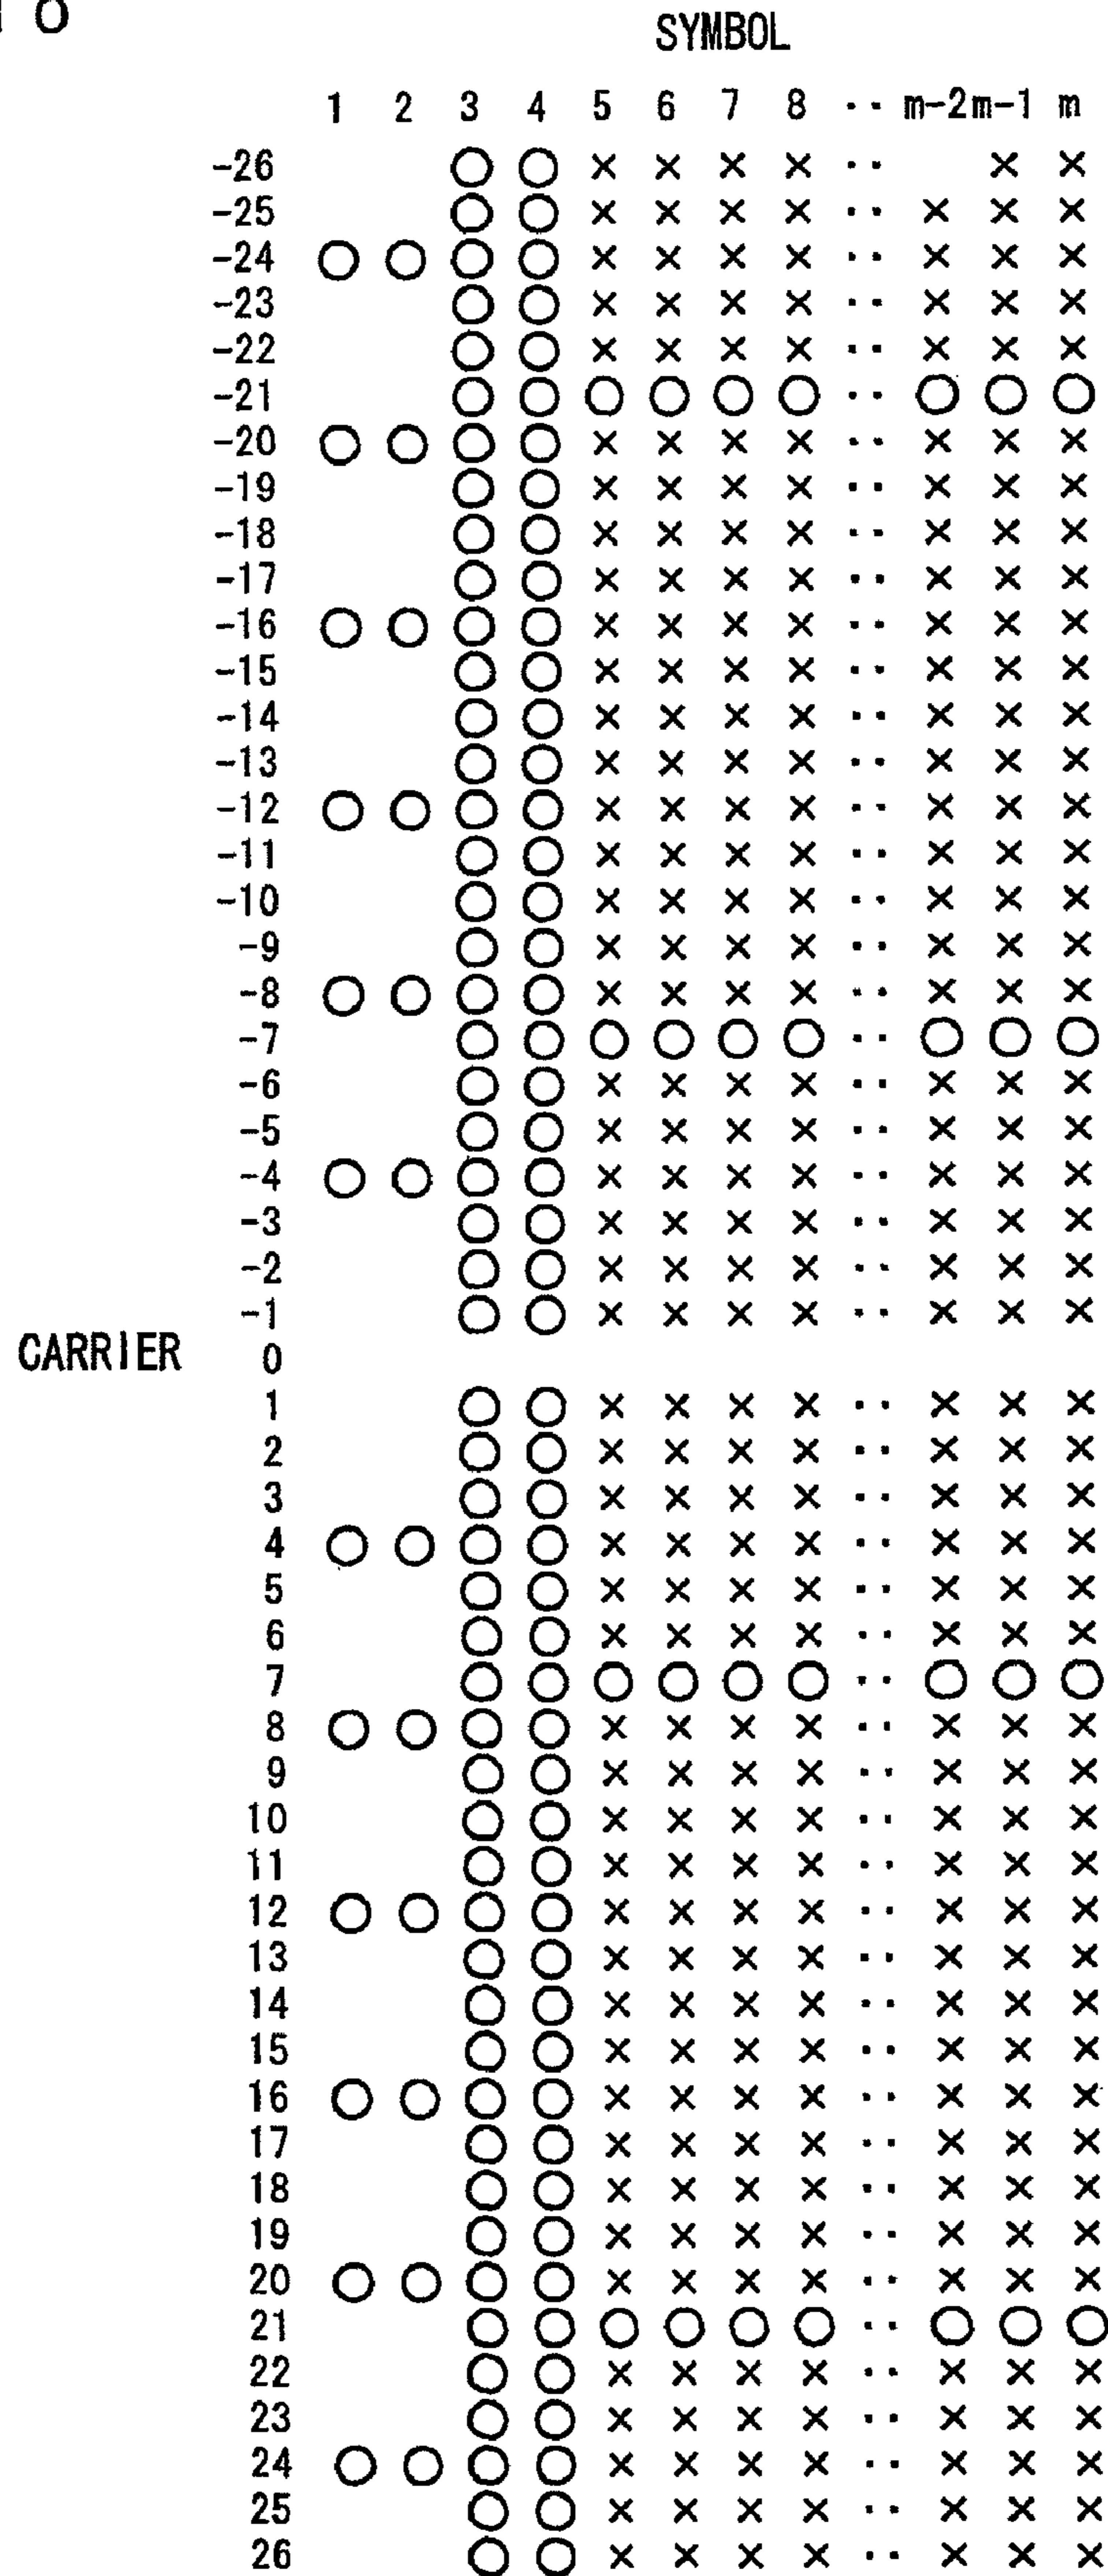 SYMBOL
1 2 3 4 5 6 7 8 ·· m-2 m-1 m
-26 ○ ○ × × × × ·· × ×
-25 ○ ○ × × × × ·· × × ×
-24 ○ ○ ○ ○ × × × × ·· × × ×
-23 ○ ○ × × × × ·· × × ×
-22 ○ ○ × × × × ·· × × ×
-21 ○ ○ ○ ○ ○ ○ ·· ○ ○ ○
-20 ○ ○ ○ ○ × × × × ·· × × ×
-19 ○ ○ × × × × ·· × × ×
-18 ○ ○ × × × × ·· × × ×
-17 ○ ○ × × × × ·· × × ×
-16 ○ ○ ○ ○ × × × × ·· × × ×
-15 ○ ○ × × × × ·· × × ×
-14 ○ ○ × × × × ·· × × ×
-13 ○ ○ × × × × ·· × × ×
-12 ○ ○ ○ ○ × × × × ·· × × ×
-11 ○ ○ × × × × ·· × × ×
-10 ○ ○ × × × × ·· × × ×
-9 ○ ○ × × × × ·· × × ×
-8 ○ ○ ○ ○ × × × × ·· × × ×
-7 ○ ○ ○ ○ ○ ○ ·· ○ ○ ○
-6 ○ ○ × × × × ·· × × ×
-5 ○ ○ × × × × ·· × × ×
-4 ○ ○ ○ ○ × × × × ·· × × ×
-3 ○ ○ × × × × ·· × × ×
-2 ○ ○ × × × × ·· × × ×
-1 ○ ○ × × × × ·· × × ×
CARRIER 0
1 ○ ○ × × × × ·· × × ×
2 ○ ○ × × × × ·· × × ×
3 ○ ○ × × × × ·· × × ×
4 ○ ○ ○ ○ × × × × ·· × × ×
5 ○ ○ × × × × ·· × × ×
6 ○ ○ × × × × ·· × × ×
7 ○ ○ ○ ○ ○ ○ ·· ○ ○ ○
8 ○ ○ ○ ○ × × × × ·· × × ×
9 ○ ○ × × × × ·· × × ×
10 ○ ○ × × × × ·· × × ×
11 ○ ○ × × × × ·· × × ×
12 ○ ○ ○ ○ × × × × ·· × × ×
13 ○ ○ × × × × ·· × × ×
14 ○ ○ × × × × ·· × × ×
15 ○ ○ × × × × ·· × × ×
16 ○ ○ ○ ○ × × × × ·· × × ×
17 ○ ○ × × × × ·· × × ×
18 ○ ○ × × × × ·· × × ×
19 ○ ○ × × × × ·· × × ×
20 ○ ○ ○ ○ × × × × ·· × × ×
21 ○ ○ ○ ○ ○ ○ ·· ○ ○ ○
22 ○ ○ × × × × ·· × × ×
23 ○ ○ × × × × ·· × × ×
24 ○ ○ ○ ○ × × × × ·· × × ×
25 ○ ○ × × × × ·· × × ×
26 ○ ○ × × × × ·· × × ×